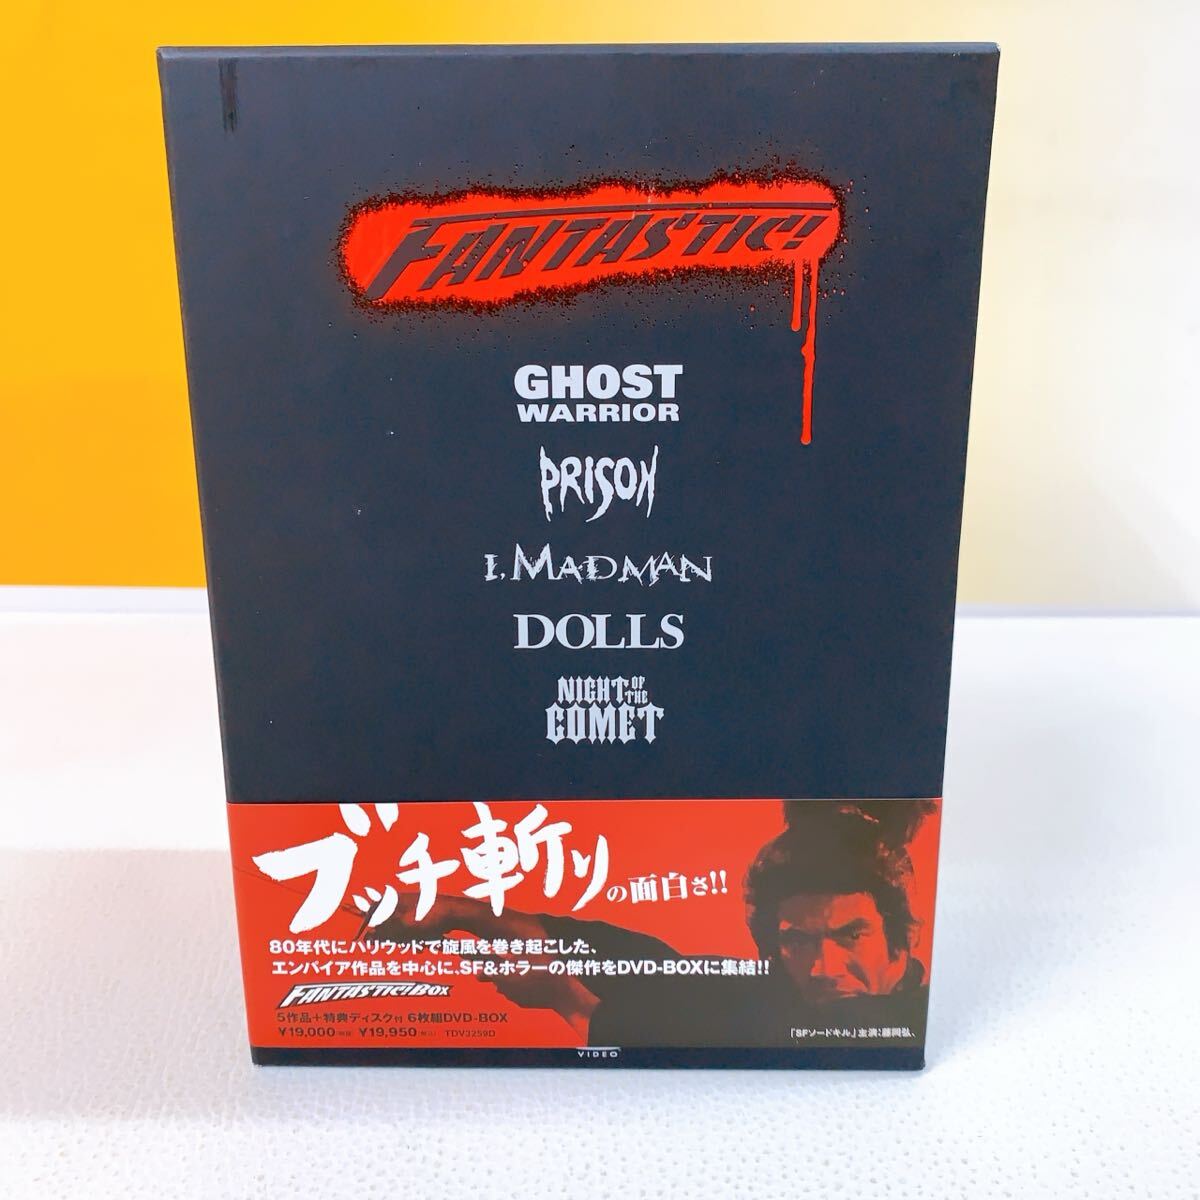 FANTASTIC!
GHOST
WARRIOR
PRISON
I, MADMAN
DOLLS
NIGHT OF THE
COMET
ブッチ斬りの面白さ!!
80年代にハリウッドで旋風を巻き起こした、
エンパイア作品を中心に、SF&ホラーの傑作をDVD-BOXに集結!!
FANTASTIC!BOX
5作品+特典ディスク付 6枚組DVD-BOX
¥19,000(税抜) ¥19,950(税込) TDV3259D
「SFソードキル」主演:藤岡弘、
VIDEO